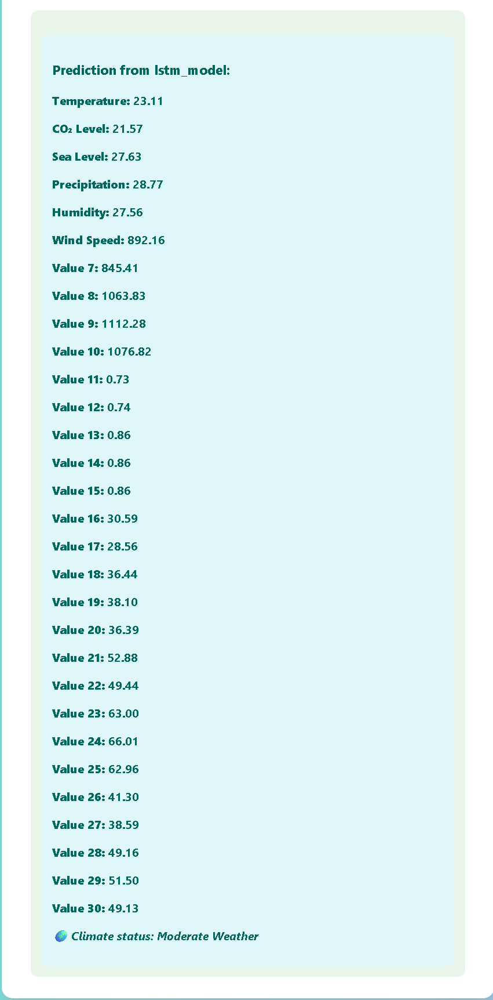 Prediction from lstm_model:
Temperature: 23.11
CO₂ Level: 21.57
Sea Level: 27.63
Precipitation: 28.77
Humidity: 27.56
Wind Speed: 892.16
Value 7: 845.41
Value 8: 1063.83
Value 9: 1112.28
Value 10: 1076.82
Value 11: 0.73
Value 12: 0.74
Value 13: 0.86
Value 14: 0.86
Value 15: 0.86
Value 16: 30.59
Value 17: 28.56
Value 18: 36.44
Value 19: 38.10
Value 20: 36.39
Value 21: 52.88
Value 22: 49.44
Value 23: 63.00
Value 24: 66.01
Value 25: 62.96
Value 26: 41.30
Value 27: 38.59
Value 28: 49.16
Value 29: 51.50
Value 30: 49.13
Climate status: Moderate Weather